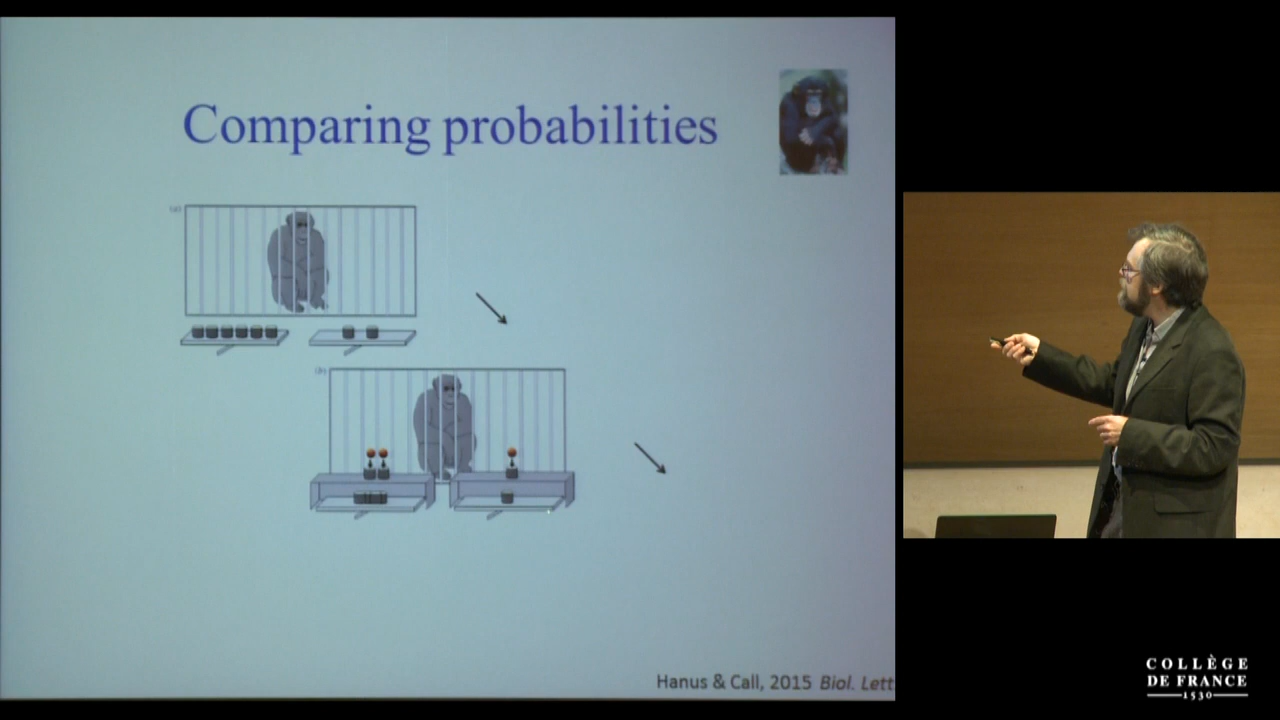 Comparing probabilities
(a)
(b)
Hanus & Call, 2015 Biol. Lett
COLLÈGE
DE FRANCE
1530